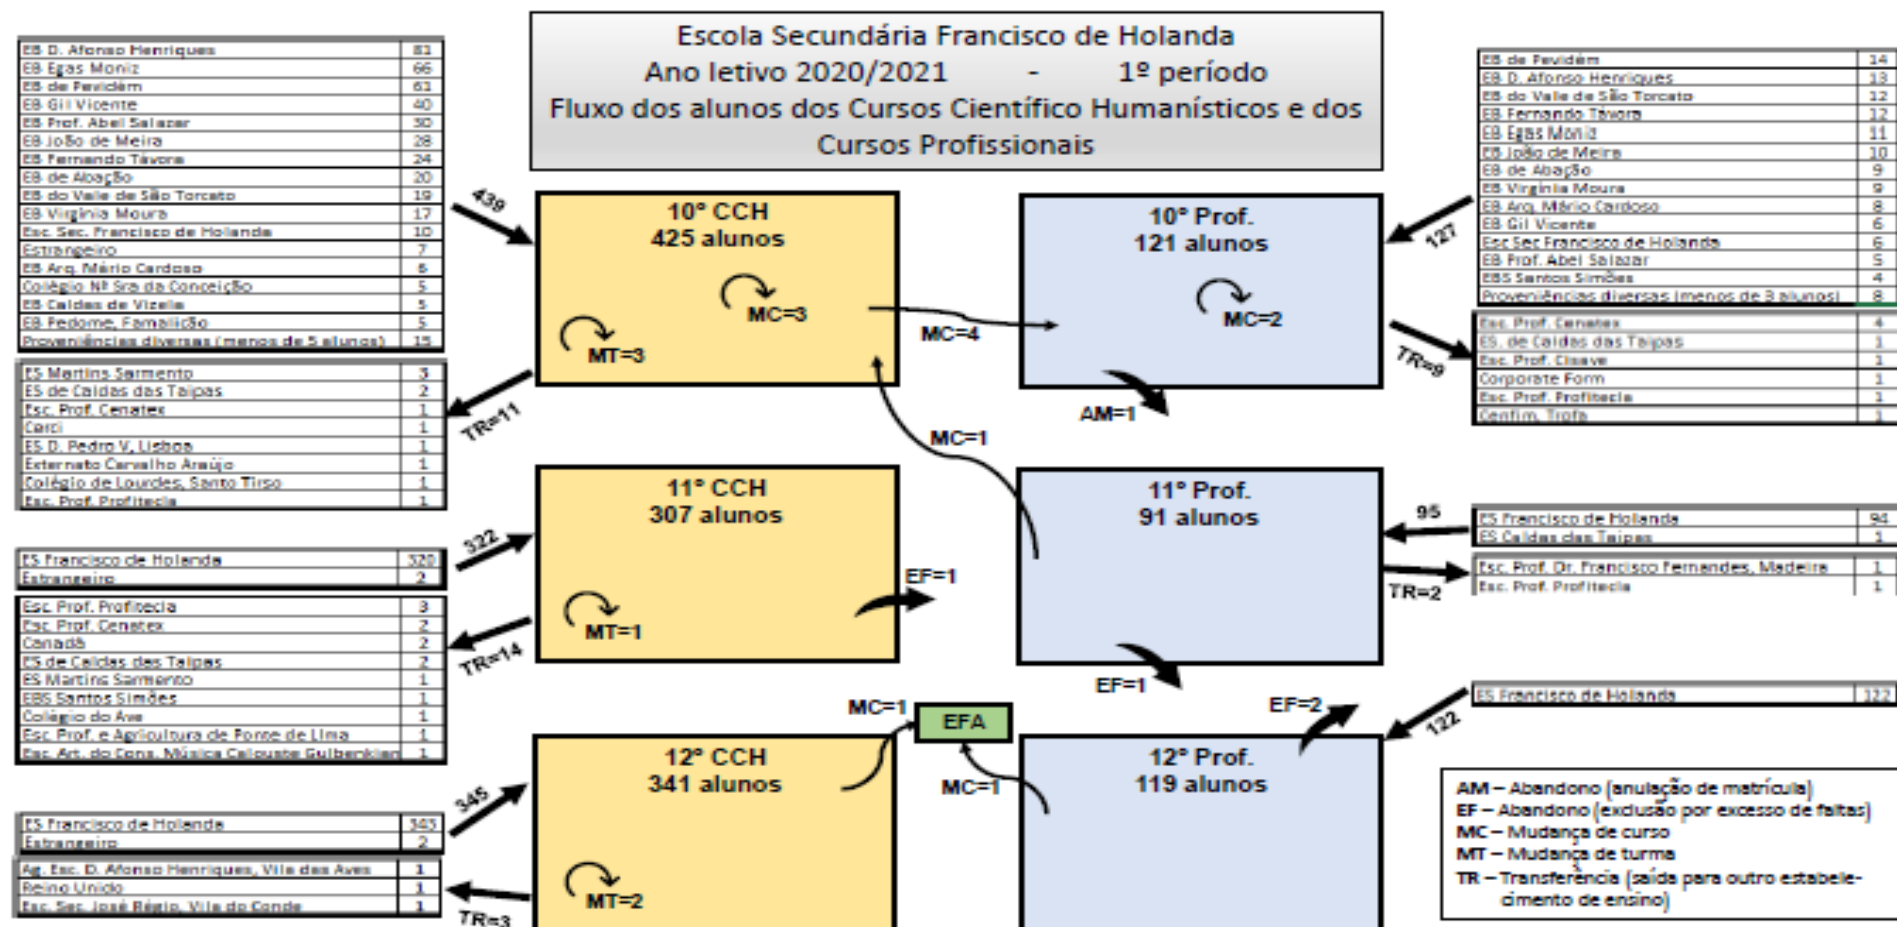 Escola Secundária Francisco de Holanda
Ano letivo 2020/2021 - 1º período
Fluxo dos alunos dos Cursos Científico Humanísticos e dos
Cursos Profissionais
EB D. Afonso Henriques 81
EB Egas Moniz 66
EB de Pevidém 61
EB Gil Vicente 40
EB Prof. Abel Salazar 30
EB João de Meira 28
EB Fernando Távora 24
EB de Abação 20
EB do Vale de São Torcato 19
EB Virgínia Moura 17
Esc. Sec. Francisco de Holanda 10
Estrangeiro 7
EB Arq. Mário Cardoso 6
Colégio Nª Sra da Conceição 5
EB Caldas de Vizela 5
EB Pedome, Famalicão 5
Proveniências diversas (menos de 5 alunos) 15
439
10º CCH
425 alunos
MC=3
MT=3
MC=4
10º Prof.
121 alunos
MC=2
AM=1
127
EB de Pevidém 14
EB D. Afonso Henriques 13
EB do Vale de São Torcato 12
EB Fernando Távora 12
EB Egas Moniz 11
EB João de Meira 10
EB de Abação 9
EB Virgínia Moura 9
EB Arq. Mário Cardoso 8
EB Gil Vicente 6
Esc Sec Francisco de Holanda 6
EB Prof. Abel Salazar 5
EBS Santos Simões 4
Proveniências diversas (menos de 3 alunos) 8
TR=9
Esc. Prof. Cenatex 4
ES. de Caldas das Taipas 1
Esc. Prof. Cisave 1
Corporate Form 1
Esc. Prof. Profitecla 1
Cenfim, Trofa 1
ES Martins Sarmento 3
ES de Caldas das Taipas 2
Esc. Prof. Cenatex 1
Cerci 1
ES D. Pedro V, Lisboa 1
Externato Carvalho Araújo 1
Colégio de Lourdes, Santo Tirso 1
Esc. Prof. Profitecla 1
TR=11
MC=1
ES Francisco de Holanda 320
Estrangeiro 2
322
11º CCH
307 alunos
MT=1
EF=1
11º Prof.
91 alunos
EF=1
95
ES Francisco de Holanda 94
ES Caldas das Taipas 1
TR=2
Esc. Prof. Dr. Francisco Fernandes, Madeira 1
Esc. Prof. Profitecla 1
Esc. Prof. Profitecla 3
Esc. Prof. Cenatex 2
Canadá 2
ES de Caldas das Taipas 2
ES Martins Sarmento 1
EBS Santos Simões 1
Colégio do Ave 1
Esc. Prof. e Agricultura de Ponte de Lima 1
Esc. Art. do Cons. Música Calouste Gulbenkian 1
TR=14
MC=1
EFA
MC=1
EF=2
122
ES Francisco de Holanda 122
12º CCH
341 alunos
MT=2
12º Prof.
119 alunos
345
ES Francisco de Holanda 343
Estrangeiro 2
Ag. Esc. D. Afonso Henriques, Vila das Aves 1
Reino Unido 1
Esc. Sec. José Régio, Vila do Conde 1
TR=3
AM – Abandono (anulação de matrícula)
EF – Abandono (exclusão por excesso de faltas)
MC – Mudança de curso
MT – Mudança de turma
TR – Transferência (saída para outro estabele-
cimento de ensino)